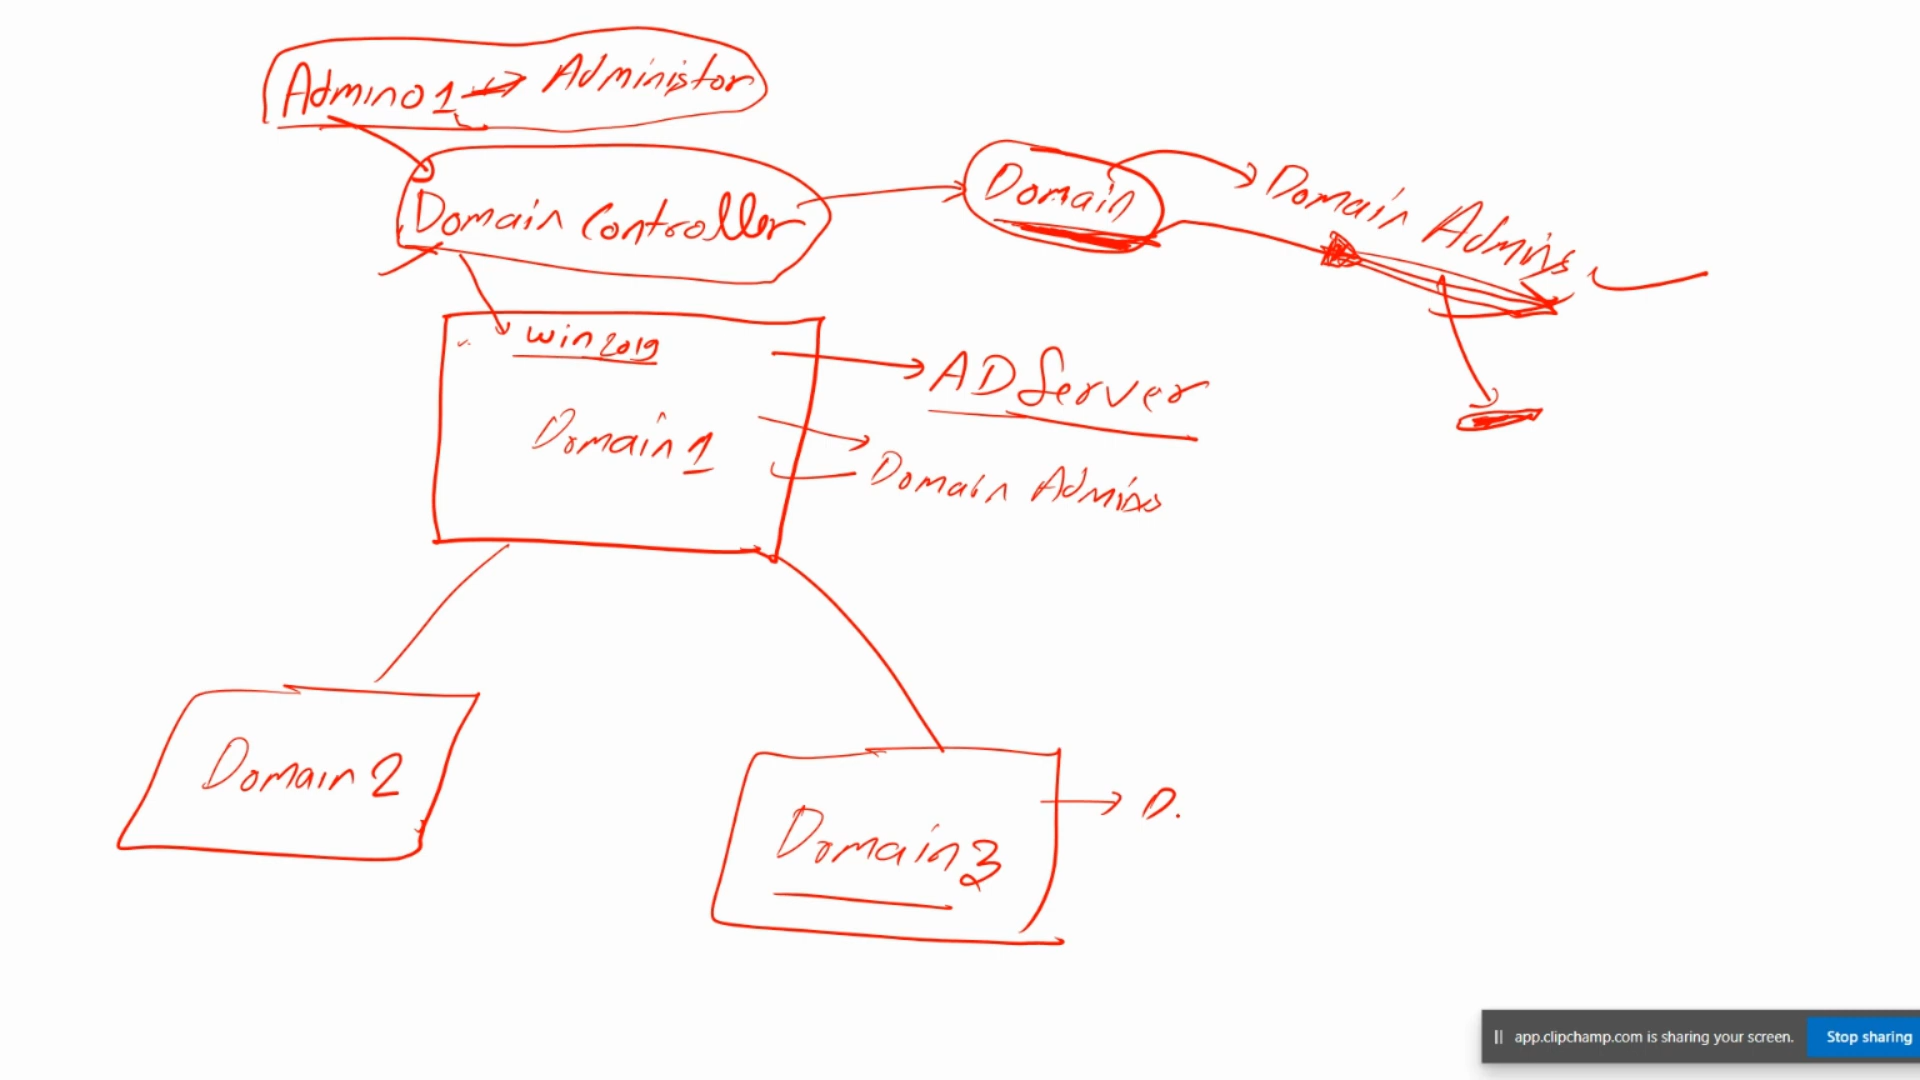 Admin01 → Administor
Domain Controller
Domain
Domain Admins
win2019
AD Server
Domain1
Domain Admins
Domain2
Domain3
D.
app.clipchamp.com is sharing your screen.
Stop sharing